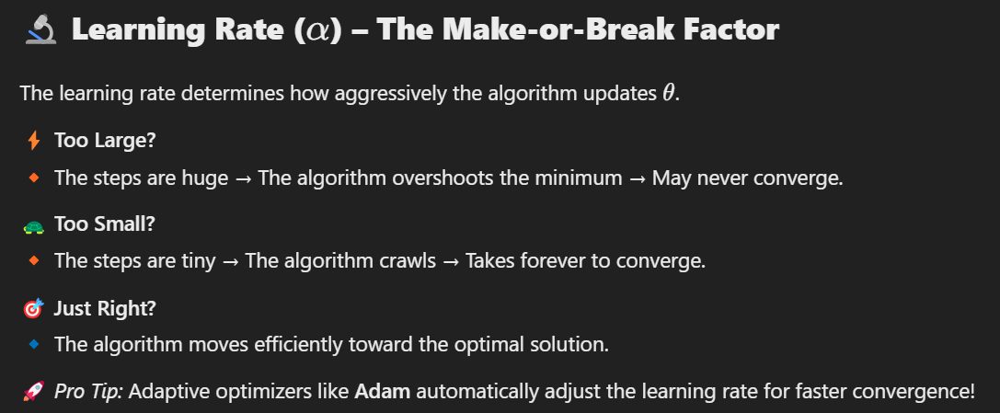 🔬 Learning Rate (α) – The Make-or-Break Factor
The learning rate determines how aggressively the algorithm updates θ.
⚡ Too Large?
🔸 The steps are huge → The algorithm overshoots the minimum → May never converge.
🐢 Too Small?
🔸 The steps are tiny → The algorithm crawls → Takes forever to converge.
🎯 Just Right?
🔹 The algorithm moves efficiently toward the optimal solution.
🚀 Pro Tip: Adaptive optimizers like Adam automatically adjust the learning rate for faster convergence!